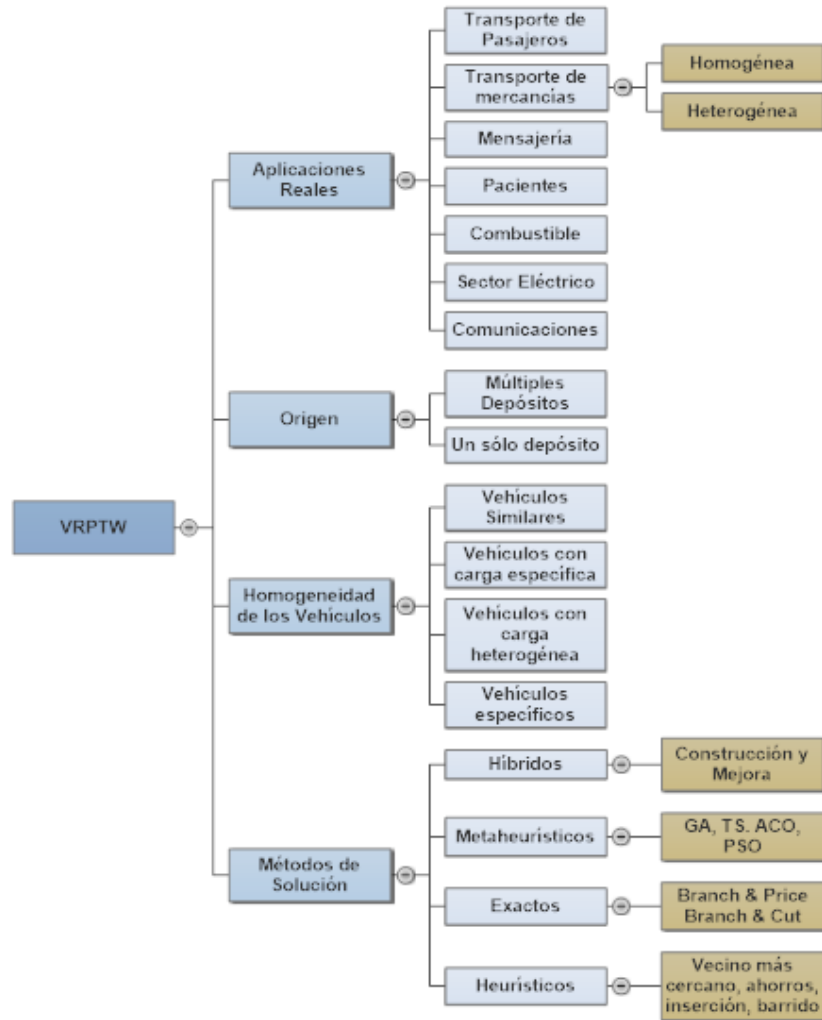 VRPTW
Aplicaciones
Reales
Transporte de
Pasajeros
Transporte de
mercancías
Homogénea
Heterogénea
Mensajería
Pacientes
Combustible
Sector Eléctrico
Comunicaciones
Origen
Múltiples
Depósitos
Un sólo depósito
Homogeneidad
de los Vehículos
Vehículos
Similares
Vehículos con
carga específica
Vehículos con
carga
heterogénea
Vehículos
específicos
Métodos de
Solución
Híbridos
Construcción y
Mejora
Metaheurísticos
GA, TS. ACO,
PSO
Exactos
Branch & Price
Branch & Cut
Heurísticos
Vecino más
cercano, ahorros,
inserción, barrido